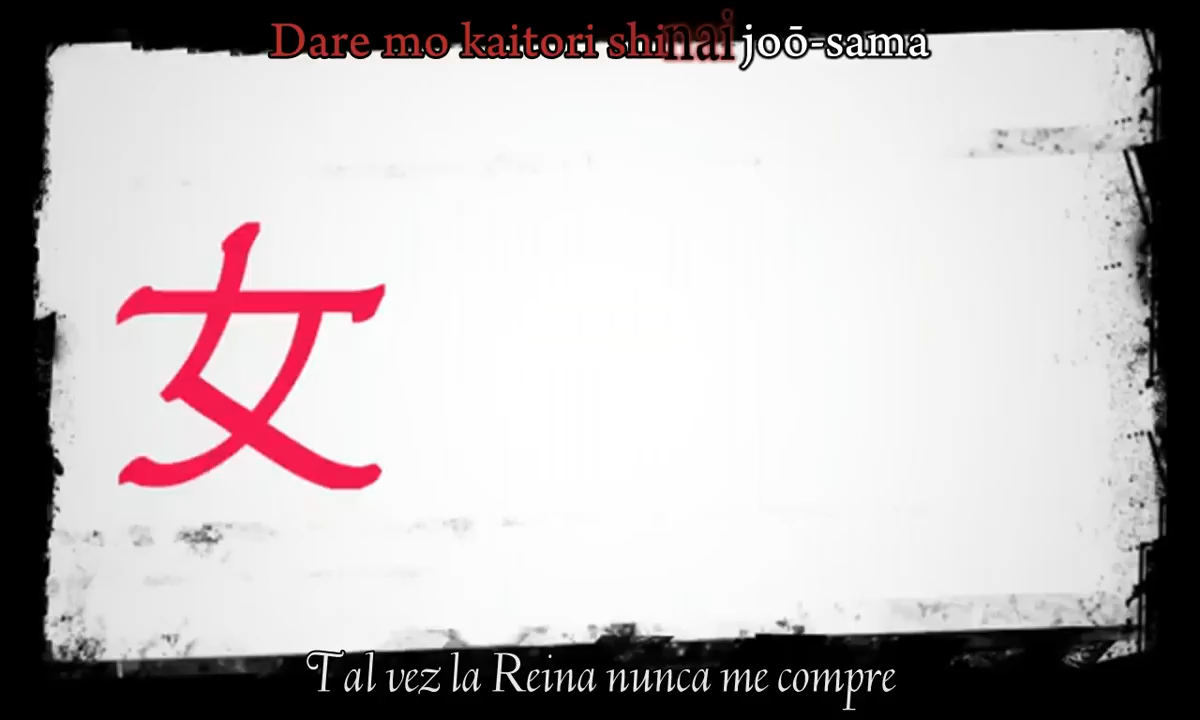 Dare mo kaitori shinai joō-sama
女
Tal vez la Reina nunca me compre